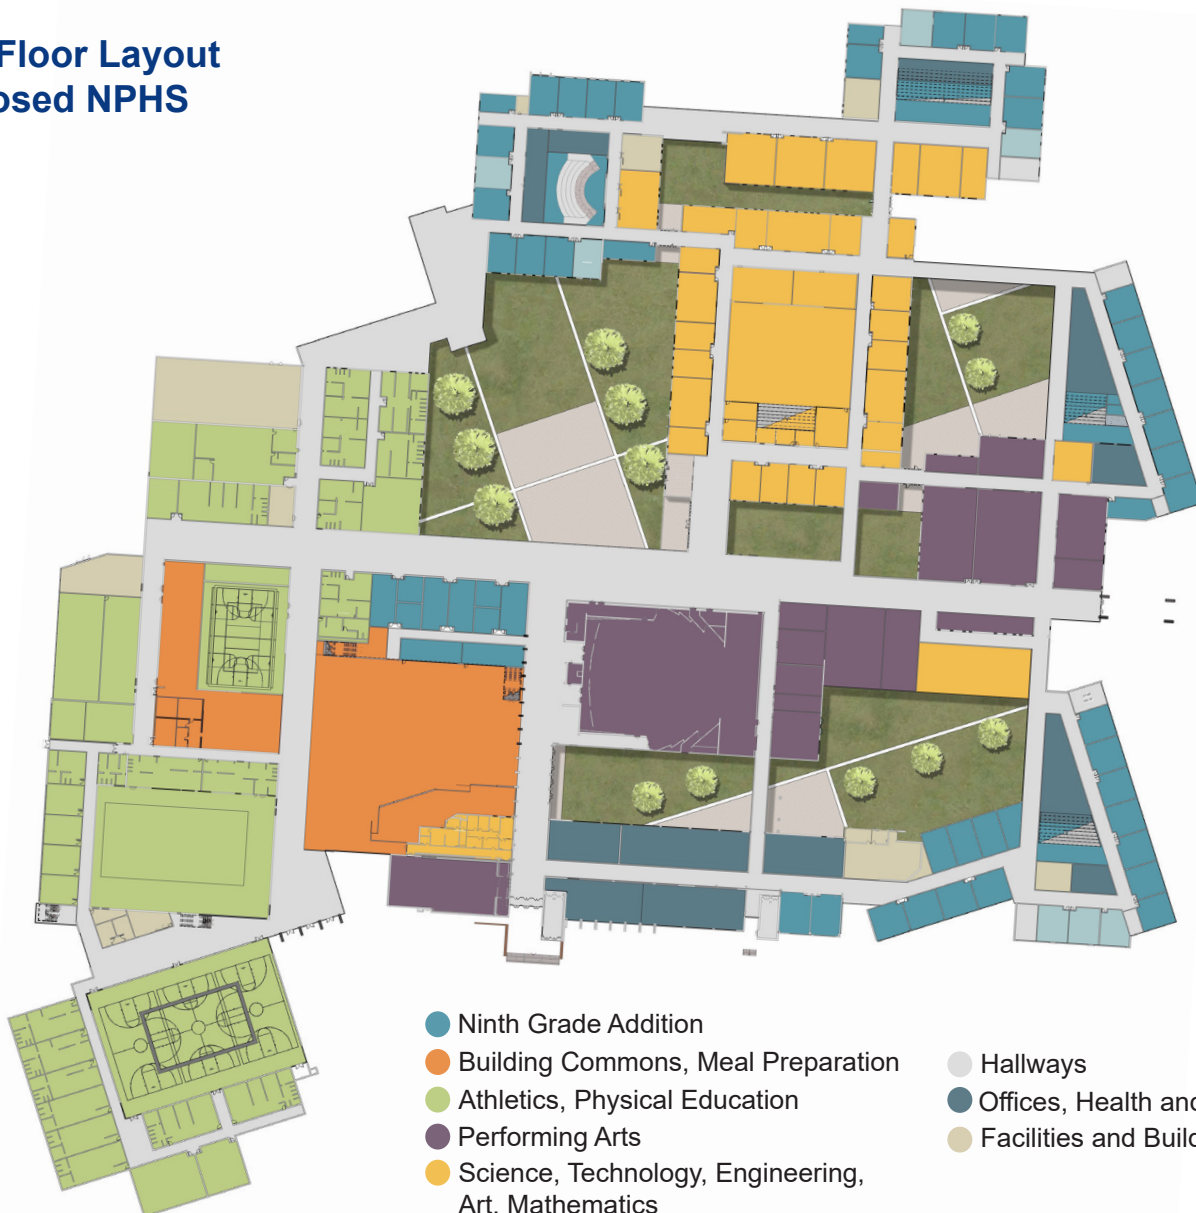 Floor Layout
osed NPHS
Ninth Grade Addition
Building Commons, Meal Preparation
Athletics, Physical Education
Performing Arts
Science, Technology, Engineering,
Art, Mathematics
Hallways
Offices, Health and
Facilities and Build